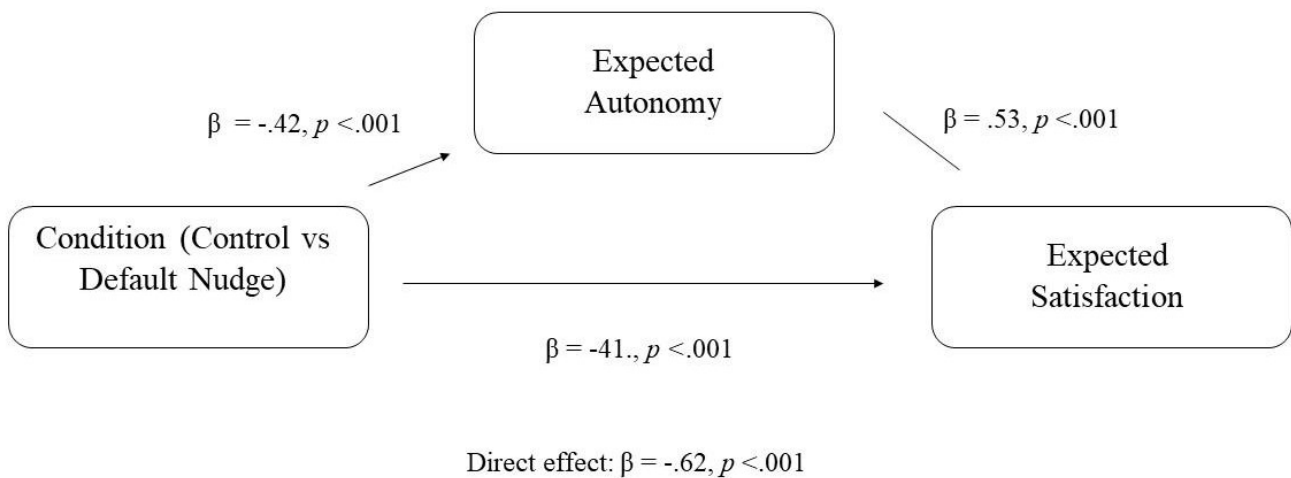 Expected
Autonomy
β = -.42, p <.001
β = .53, p <.001
Condition (Control vs
Default Nudge)
Expected
Satisfaction
β = -41., p <.001
Direct effect: β = -.62, p <.001